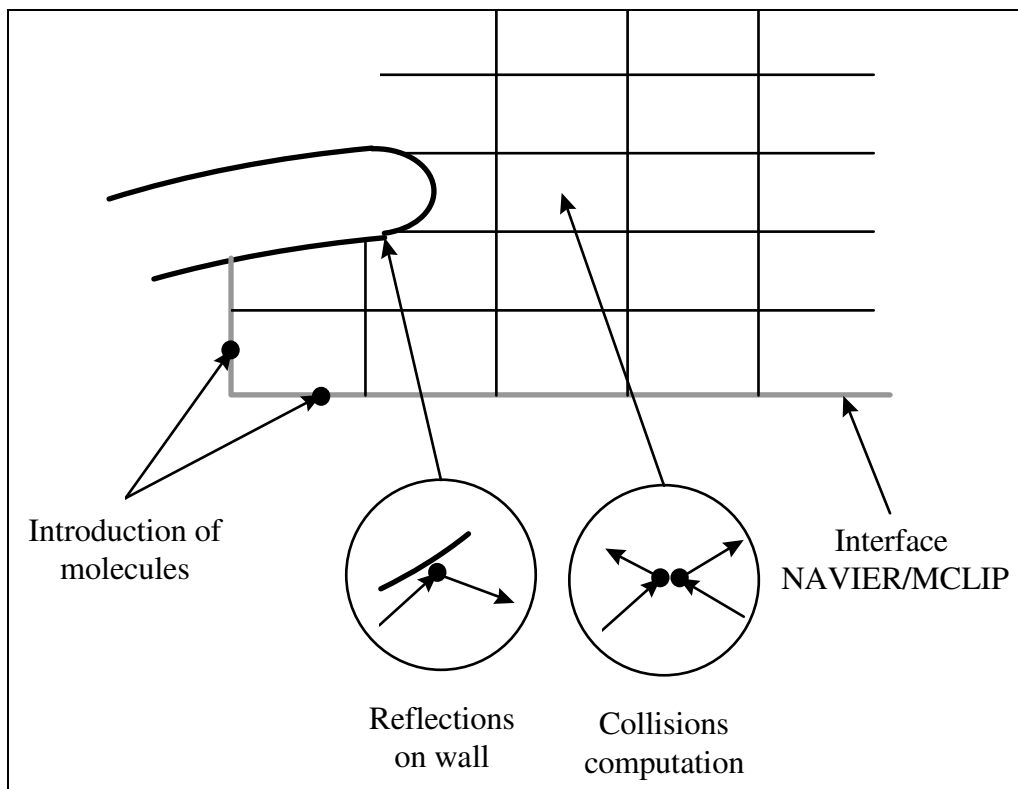 Introduction of
molecules
Reflections
on wall
Collisions
computation
Interface
NAVIER/MCLIP